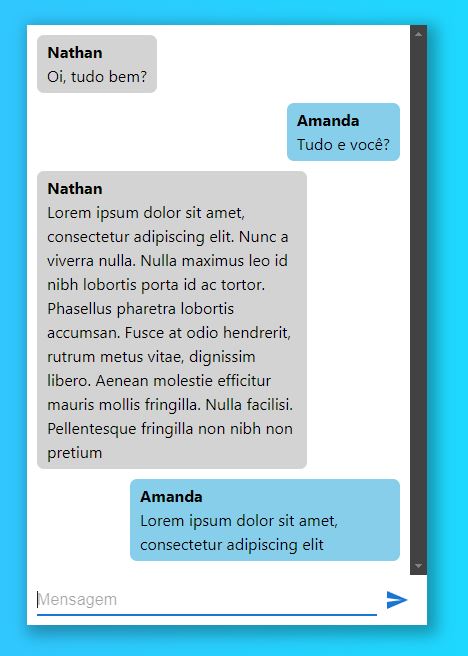 Nathan
Oi, tudo bem?
Amanda
Tudo e você?
Nathan
Lorem ipsum dolor sit amet,
consectetur adipiscing elit. Nunc a
viverra nulla. Nulla maximus leo id
nibh lobortis porta id ac tortor.
Phasellus pharetra lobortis
accumsan. Fusce at odio hendrerit,
rutrum metus vitae, dignissim
libero. Aenean molestie efficitur
mauris mollis fringilla. Nulla facilisi.
Pellentesque fringilla non nibh non
pretium
Amanda
Lorem ipsum dolor sit amet,
consectetur adipiscing elit
Mensagem